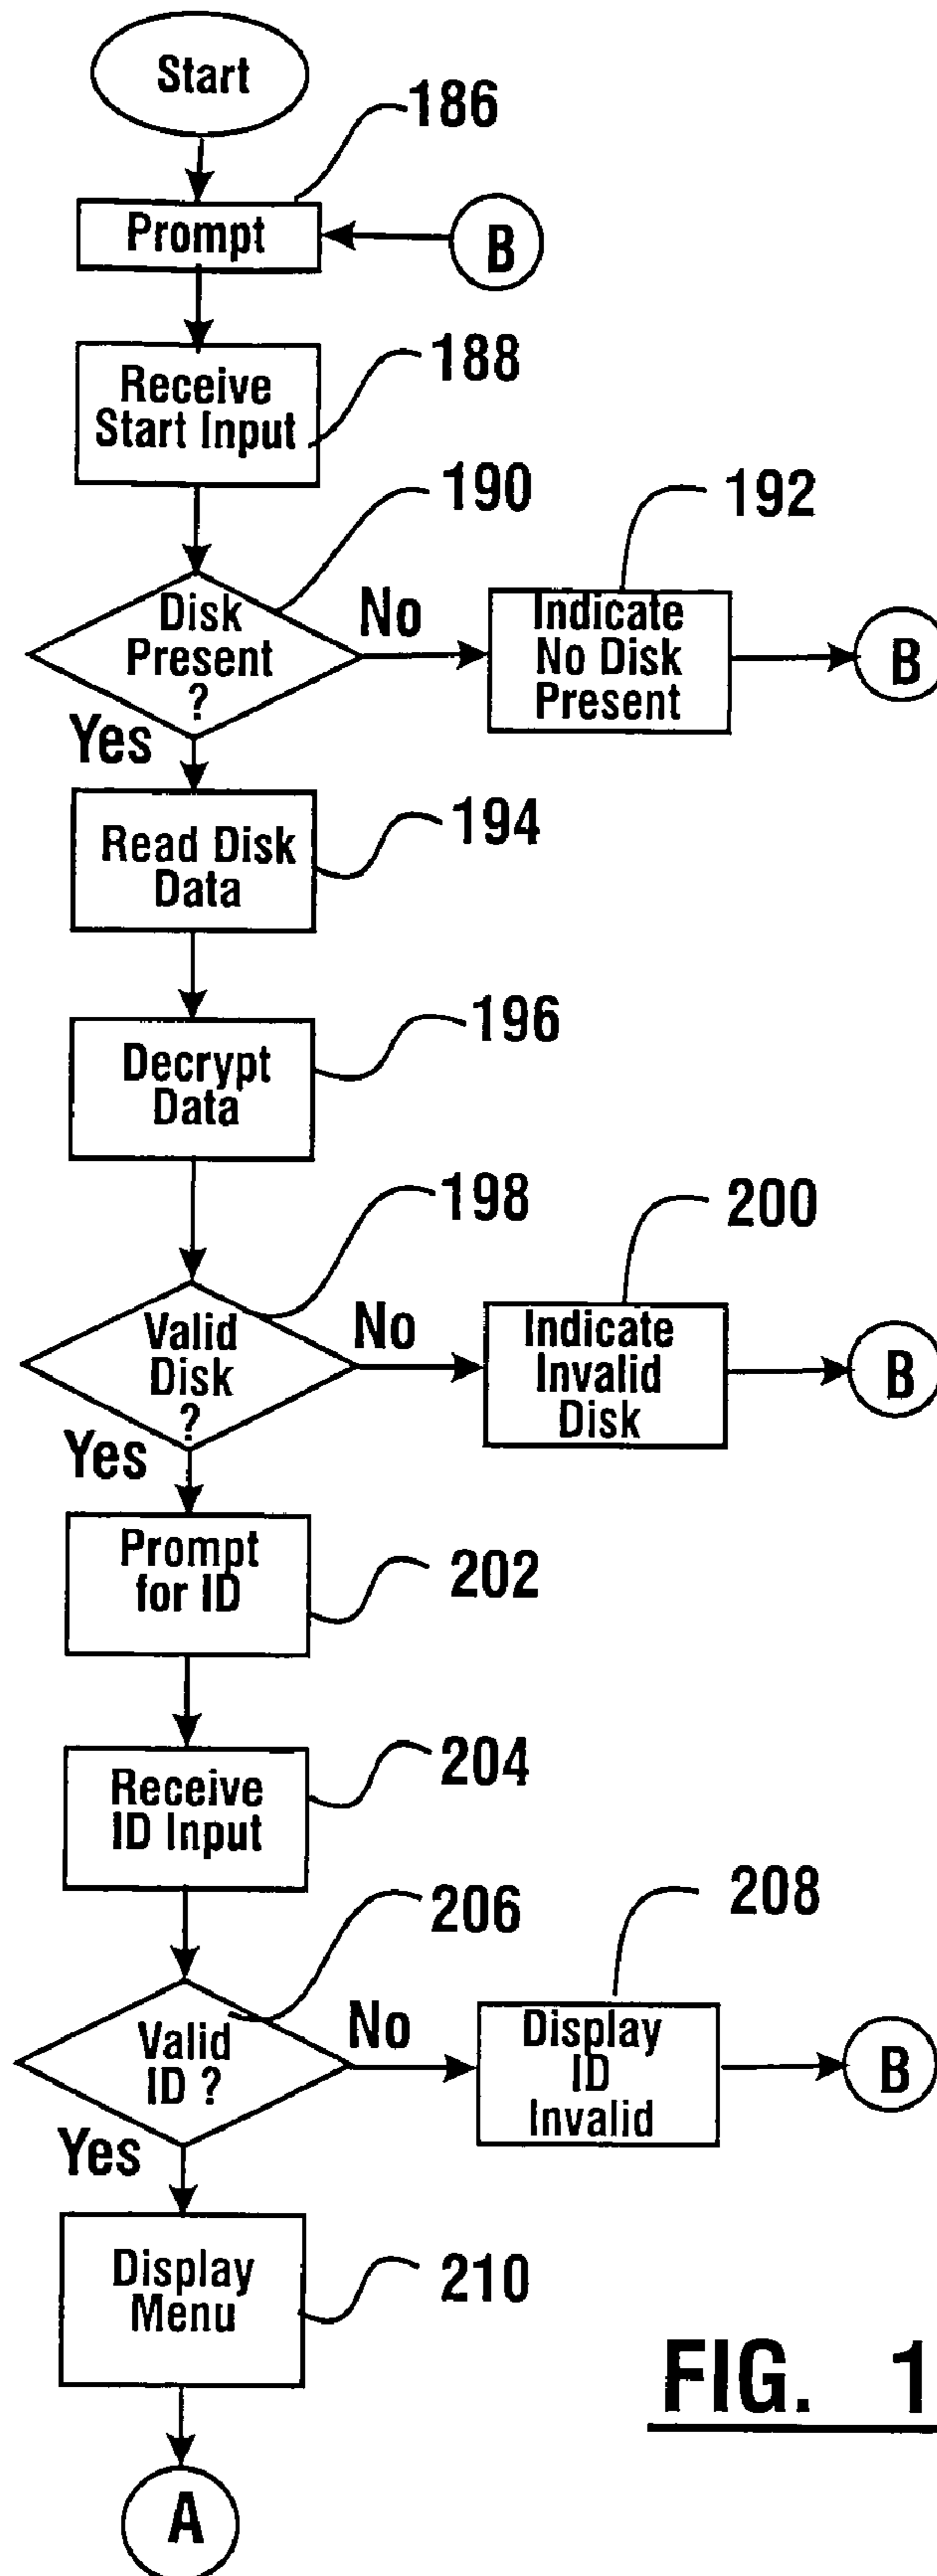 Start
186
Prompt
B
188
Receive
Start Input
190
Disk
Present
?
No
192
Indicate
No Disk
Present
B
Yes
194
Read Disk
Data
196
Decrypt
Data
198
Valid
Disk
?
No
200
Indicate
Invalid
Disk
B
Yes
202
Prompt
for ID
204
Receive
ID Input
206
Valid
ID ?
No
208
Display
ID
Invalid
B
Yes
210
Display
Menu
FIG. 1
A